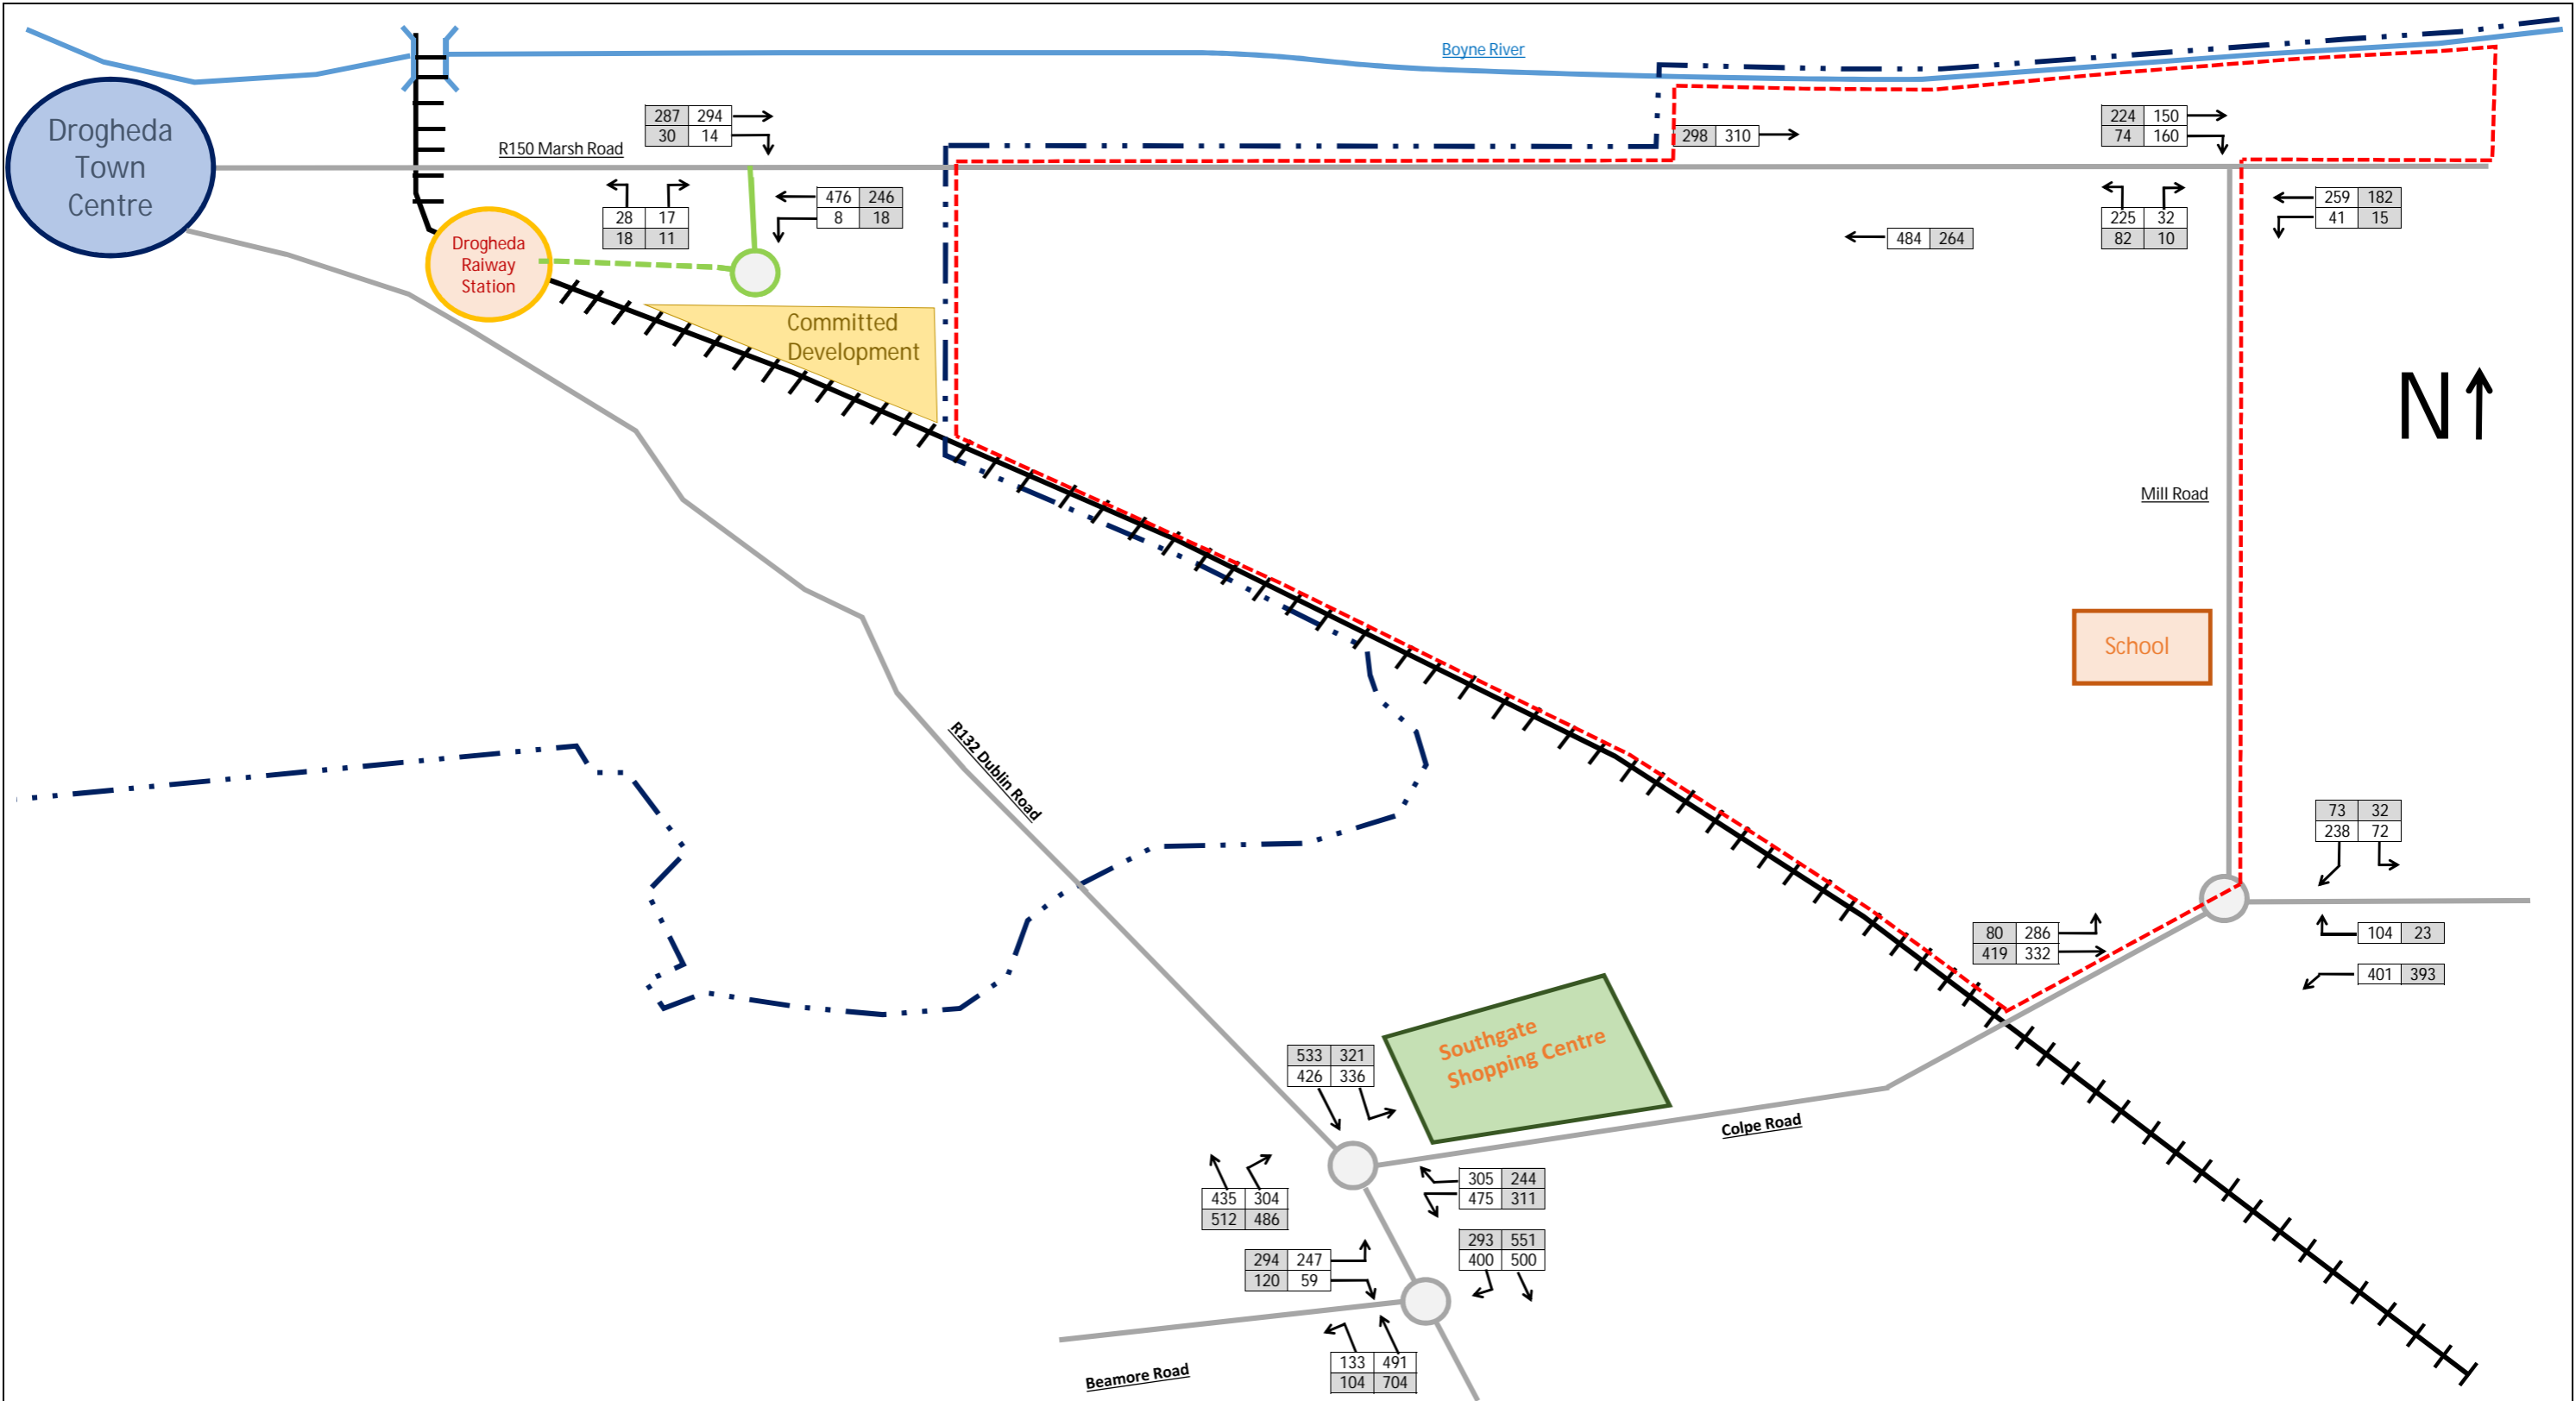 Boyne River
Drogheda
Town
Centre
287 294
30 14
R150 Marsh Road
298 310
224 150
74 160
28 17
18 11
476 246
8 18
484 264
225 32
82 10
259 182
41 15
Drogheda
Raiway
Station
Committed
Development
N
Mill Road
School
R132 Dublin Road
73 32
238 72
80 286
419 332
104 23
401 393
Southgate
Shopping Centre
533 321
426 336
Colpe Road
435 304
512 486
305 244
475 311
294 247
120 59
293 551
400 500
133 491
104 704
Beamore Road